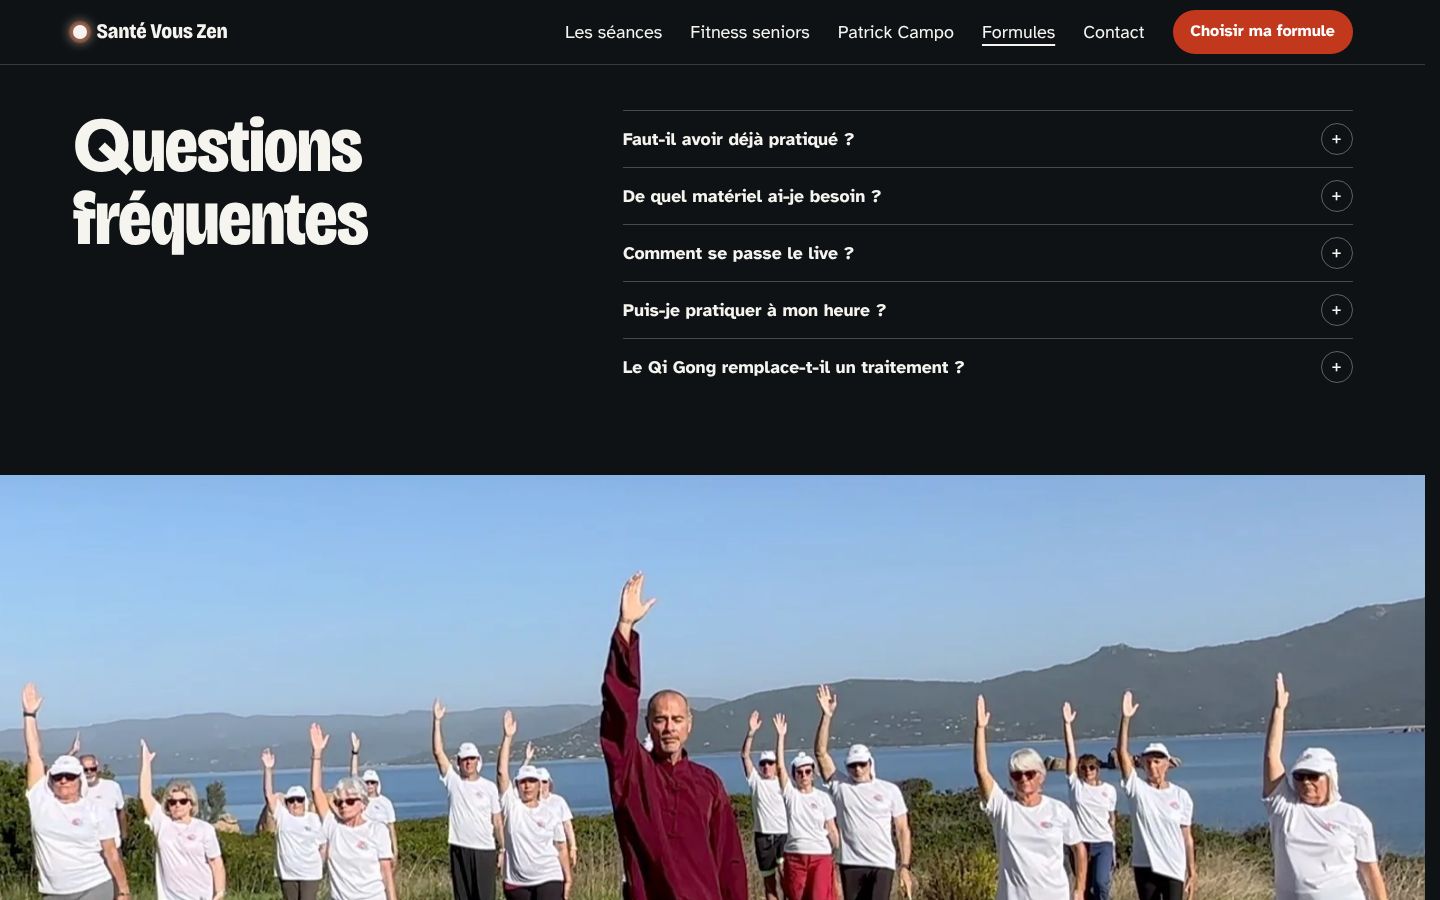 Santé Vous Zen
Les séances
Fitness seniors
Patrick Campo
Formules
Contact
Choisir ma formule
Questions
fréquentes
Faut-il avoir déjà pratiqué ?
+
De quel matériel ai-je besoin ?
+
Comment se passe le live ?
+
Puis-je pratiquer à mon heure ?
+
Le Qi Gong remplace-t-il un traitement ?
+